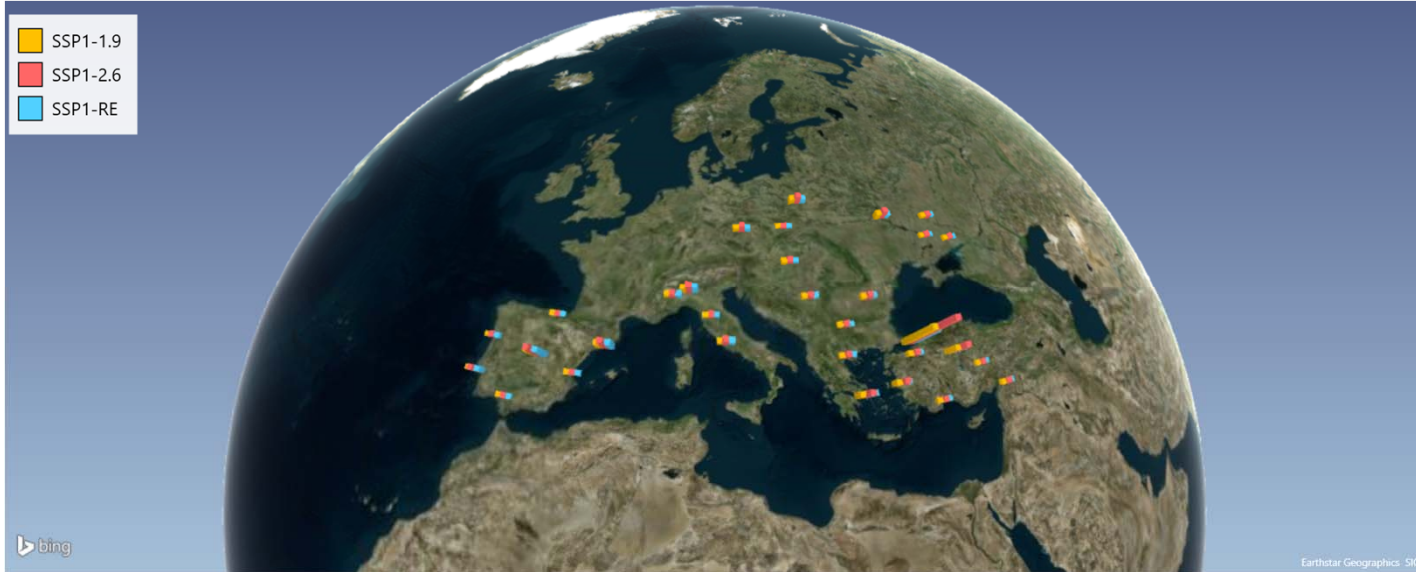 SSP1-1.9
SSP1-2.6
SSP1-RE
bing
Earthstar Geographics